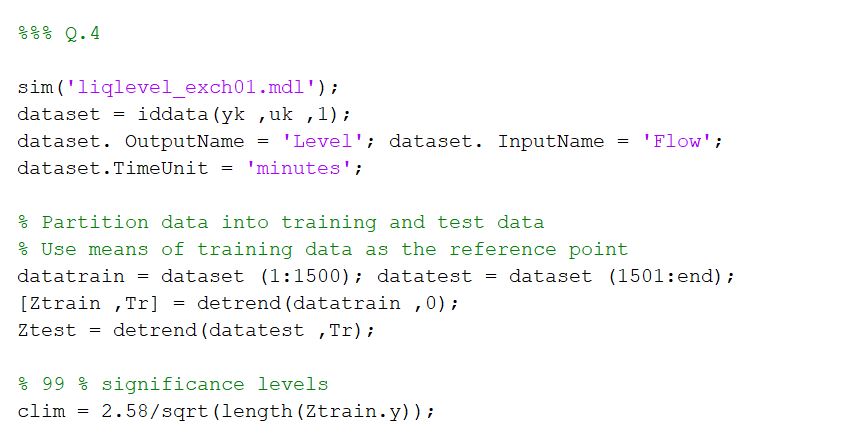 %%% Q.4
sim('liqlevel_exch01.mdl');
dataset = iddata(yk ,uk ,1);
dataset. OutputName = 'Level'; dataset. InputName = 'Flow';
dataset.TimeUnit = 'minutes';
% Partition data into training and test data
% Use means of training data as the reference point
datatrain = dataset (1:1500); datatest = dataset (1501:end);
[Ztrain ,Tr] = detrend(datatrain ,0);
Ztest = detrend(datatest ,Tr);
% 99 % significance levels
clim = 2.58/sqrt(length(Ztrain.y));